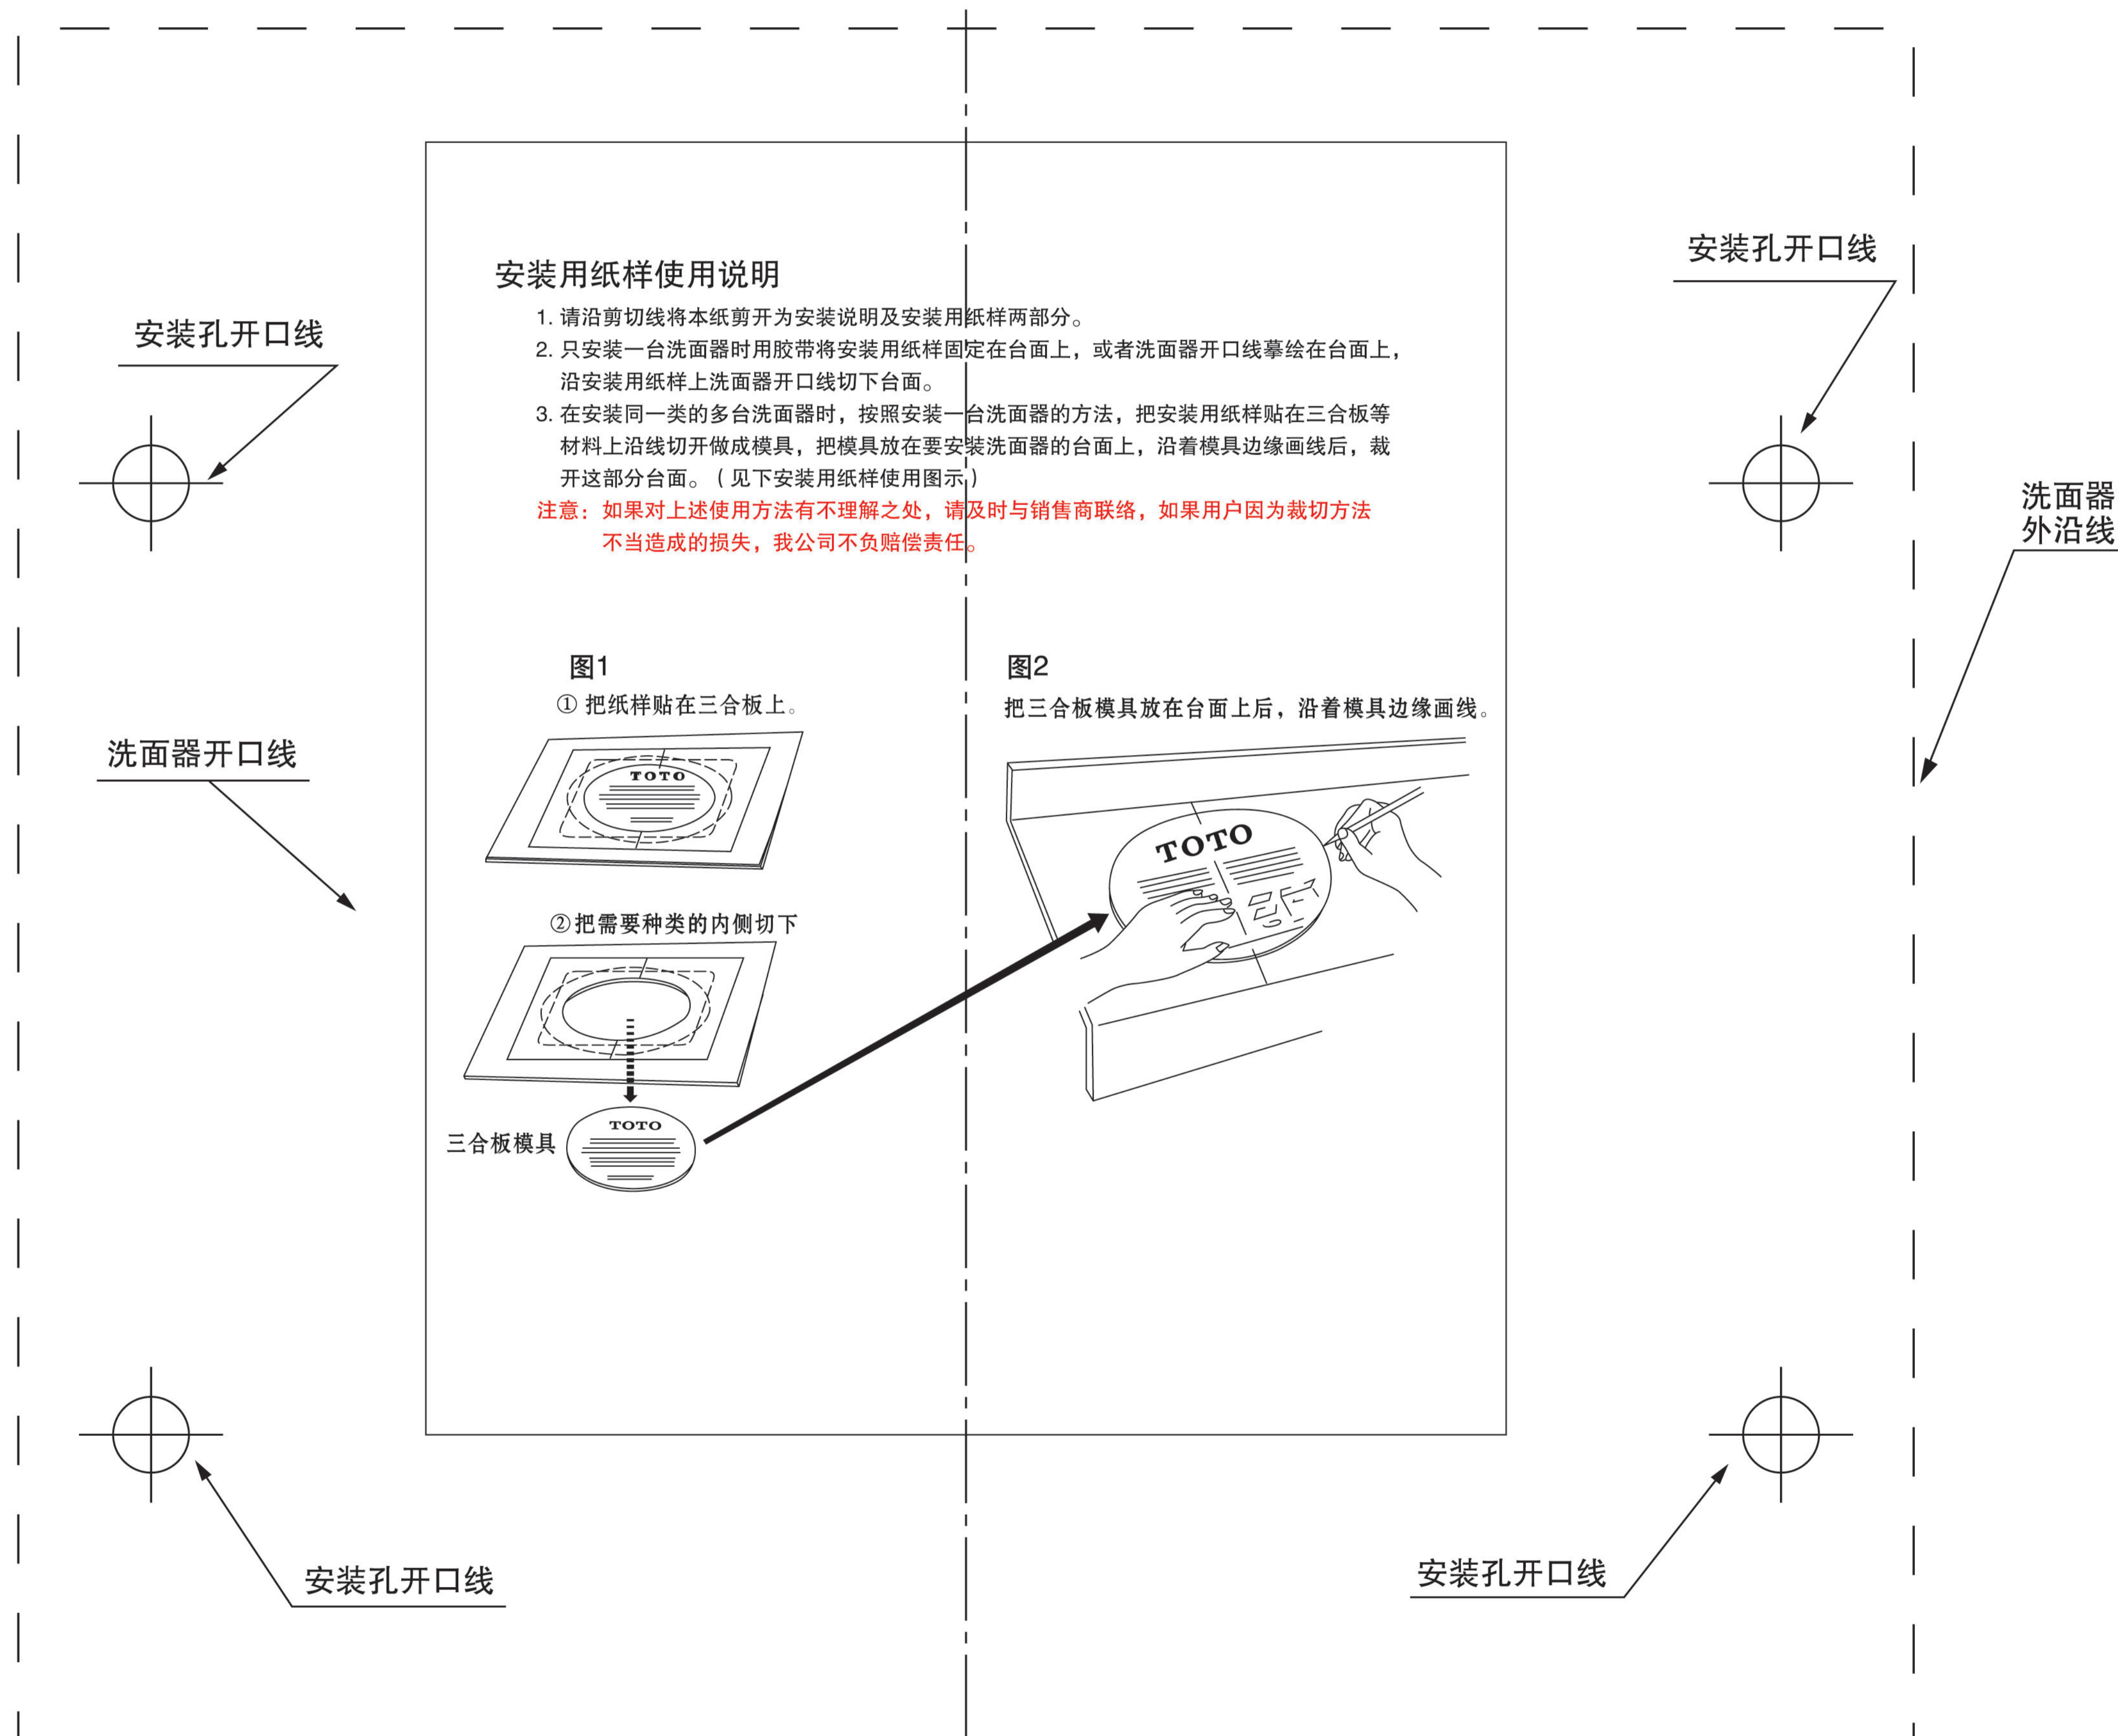 安装孔开口线
安装孔开口线
安装用纸样使用说明
1. 请沿剪切线将本纸剪开为安装说明及安装用纸样两部分。
2. 只安装一台洗面器时用胶带将安装用纸样固定在台面上，或者洗面器开口线摹绘在台面上，
沿安装用纸样上洗面器开口线切下台面。
3. 在安装同一类的多台洗面器时，按照安装一台洗面器的方法，把安装用纸样贴在三合板等
材料上沿线切开做成模具，把模具放在要安装洗面器的台面上，沿着模具边缘画线后，裁
开这部分台面。（见下安装用纸样使用图示）
注意：如果对上述使用方法有不理解之处，请及时与销售商联络，如果用户因为裁切方法
不当造成的损失，我公司不负赔偿责任。
洗面器
外沿线
图1
① 把纸样贴在三合板上。
TOTO
图2
把三合板模具放在台面上后，沿着模具边缘画线。
TOTO
洗面器开口线
②把需要种类的内侧切下
三合板模具
TOTO
安装孔开口线
安装孔开口线